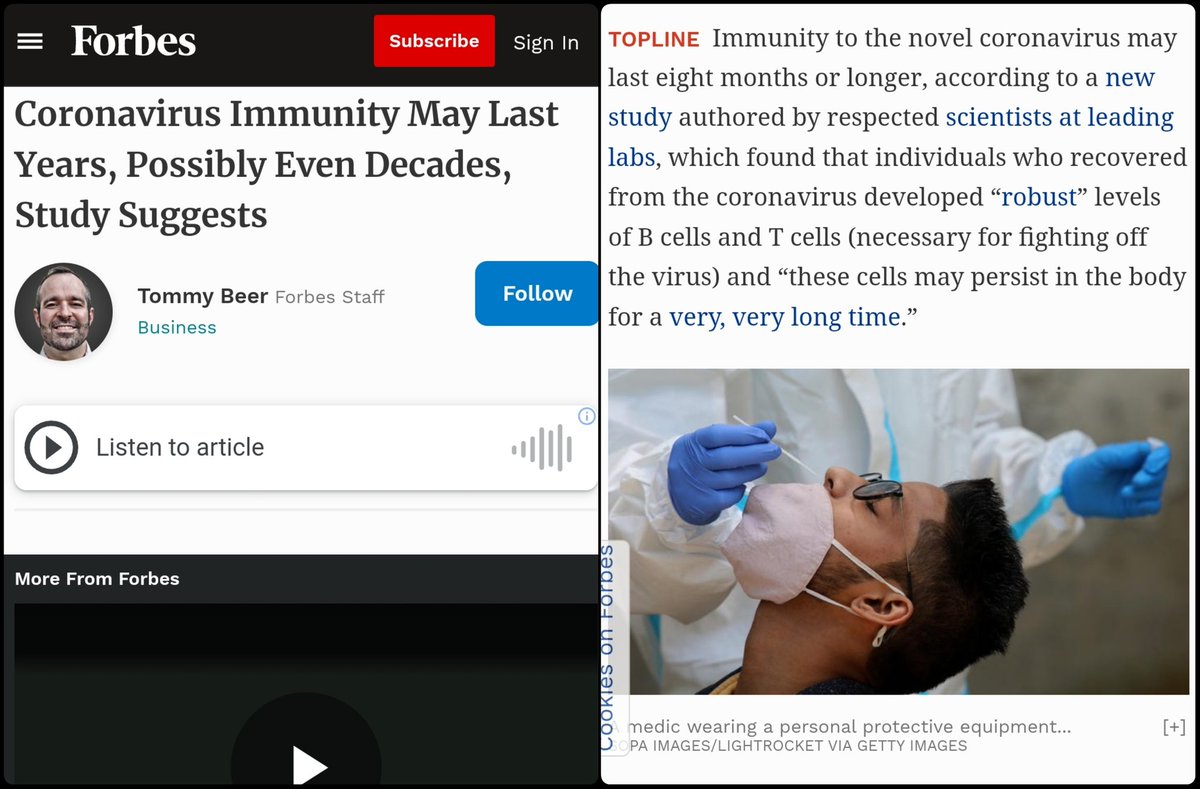 Forbes
Subscribe
Sign In
Coronavirus Immunity May Last
Years, Possibly Even Decades,
Study Suggests
Tommy Beer Forbes Staff
Business
Follow
Listen to article
More From Forbes
TOPLINE Immunity to the novel coronavirus may
last eight months or longer, according to a new
study authored by respected scientists at leading
labs, which found that individuals who recovered
from the coronavirus developed “robust” levels
of B cells and T cells (necessary for fighting off
the virus) and “these cells may persist in the body
for a very, very long time.”
Cookies on Forbes
A medic wearing a personal protective equipment...
[+]
SOPA IMAGES/LIGHTROCKET VIA GETTY IMAGES